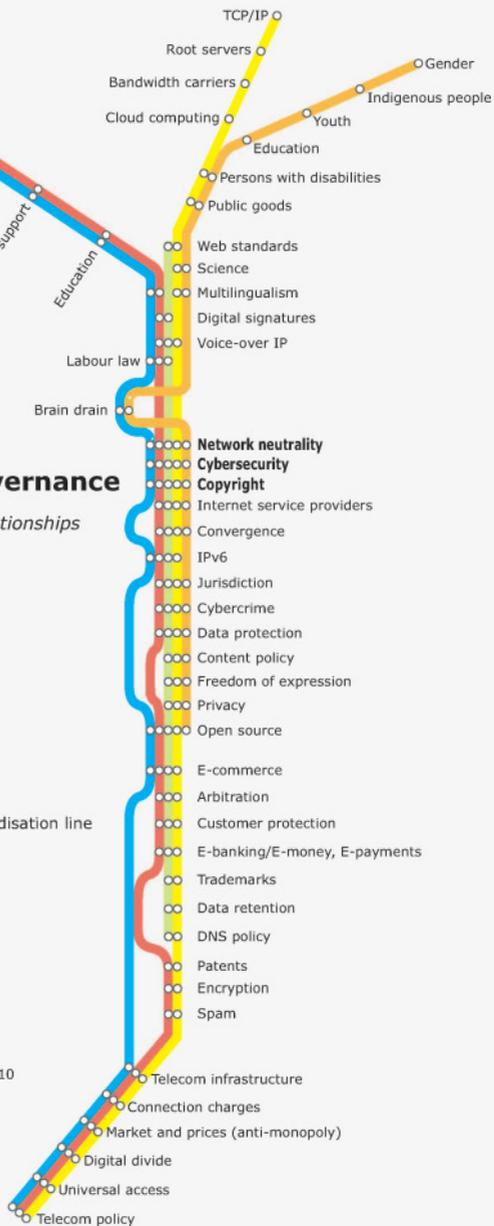 TCP/IP
Root servers
Gender
Bandwidth carriers
Indigenous people
Cloud computing
Youth
Education
Persons with disabilities
Public goods
support
Web standards
Education
Science
Multilingualism
Digital signatures
Voice-over IP
Labour law
Brain drain
Network neutrality
Cybersecurity
vernance
Copyright
Internet service providers
tionships
Convergence
IPv6
Jurisdiction
Cybercrime
Data protection
Content policy
Freedom of expression
Privacy
Open source
E-commerce
Arbitration
disation line
Customer protection
E-banking/E-money, E-payments
Trademarks
Data retention
DNS policy
Patents
Encryption
Spam
10
Telecom infrastructure
Connection charges
Market and prices (anti-monopoly)
Digital divide
Universal access
Telecom policy